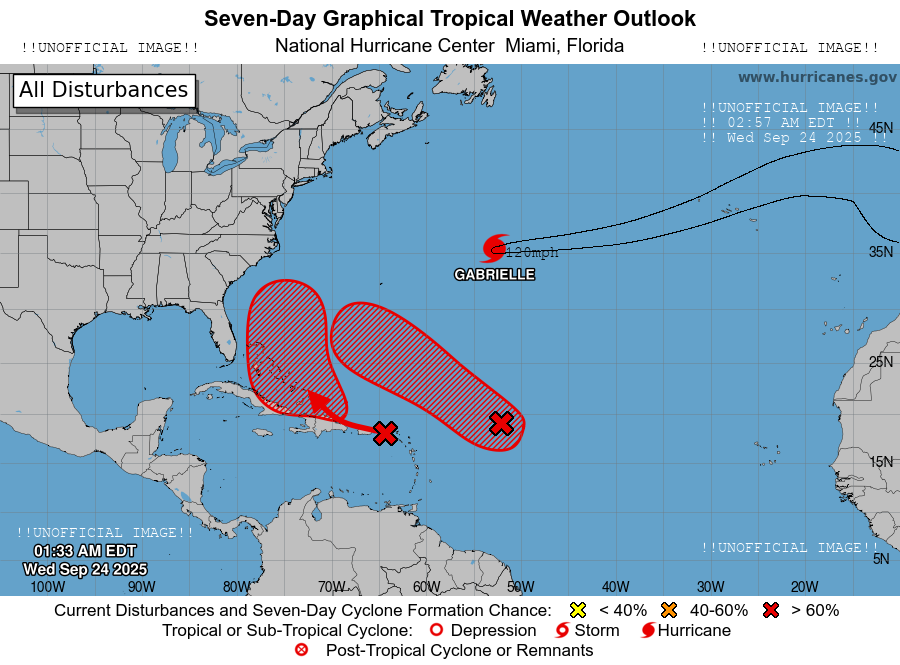 Seven-Day Graphical Tropical Weather Outlook
!!UNOFFICIAL IMAGE!!
National Hurricane Center  Miami, Florida
!!UNOFFICIAL IMAGE!!
All Disturbances
www.hurricanes.gov
!!UNOFFICIAL IMAGE!!
!! 02:57 AM EDT !!
!! Wed Sep 24 2025 !!
45N
120mph
35N
GABRIELLE
25N
15N
!!UNOFFICIAL IMAGE!!
01:33 AM EDT
Wed Sep 24 2025
!!UNOFFICIAL IMAGE!!
5N
100W 90W 80W 70W 60W 50W 40W 30W 20W
Current Disturbances and Seven-Day Cyclone Formation Chance: < 40% 40-60% > 60%
Tropical or Sub-Tropical Cyclone: Depression Storm Hurricane
Post-Tropical Cyclone or Remnants